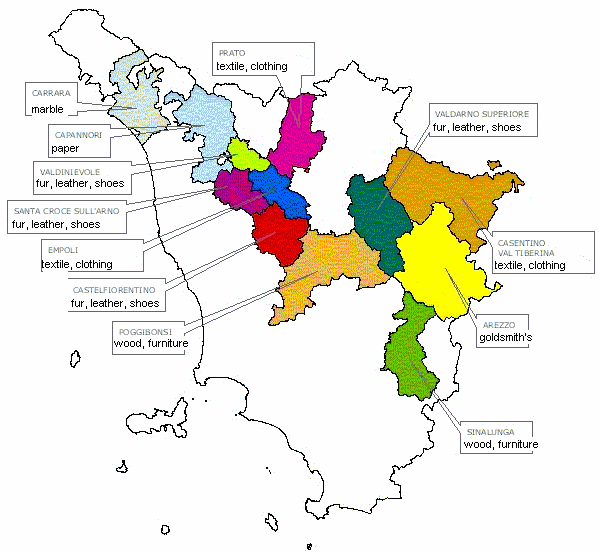 PRATO
textile, clothing
CARRARA
marble
CAPANNORI
paper
VALDARNO SUPERIORE
fur, leather, shoes
VALDINIEVOLE
fur, leather, shoes
SANTA CROCE SULL'ARNO
fur, leather, shoes
EMPOLI
textile, clothing
CASENTINO
VAL TIBERINA
textile, clothing
CASTELFIORENTINO
fur, leather, shoes
POGGIBONSI
wood, furniture
AREZZO
goldsmith's
SINALUNGA
wood, furniture